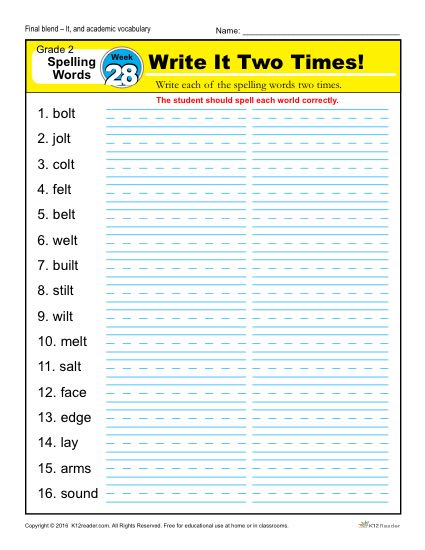 Final blend – lt, and academic vocabulary
Name:
Grade 2
Spelling
Words
Week
28
Write It Two Times!
Write each of the spelling words two times.
The student should spell each world correctly.
1. bolt
2. jolt
3. colt
4. felt
5. belt
6. welt
7. built
8. stilt
9. wilt
10. melt
11. salt
12. face
13. edge
14. lay
15. arms
16. sound
Copyright © 2016 K12reader.com. All Rights Reserved. Free for educational use at home or in classrooms.
K12Reader